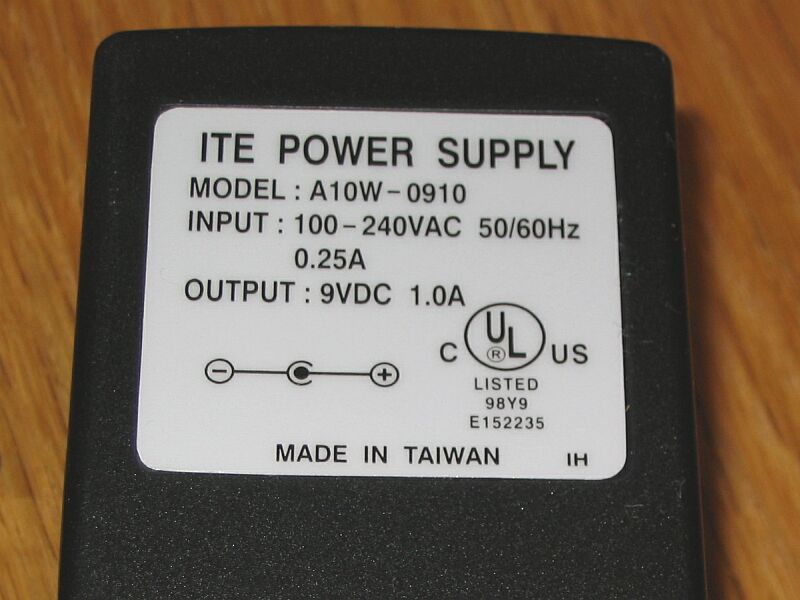 ITE POWER SUPPLY
MODEL : A10W-0910
INPUT : 100-240VAC 50/60Hz
0.25A
OUTPUT : 9VDC 1.0A
C UL ® US
LISTED
98Y9
E152235
MADE IN TAIWAN IH